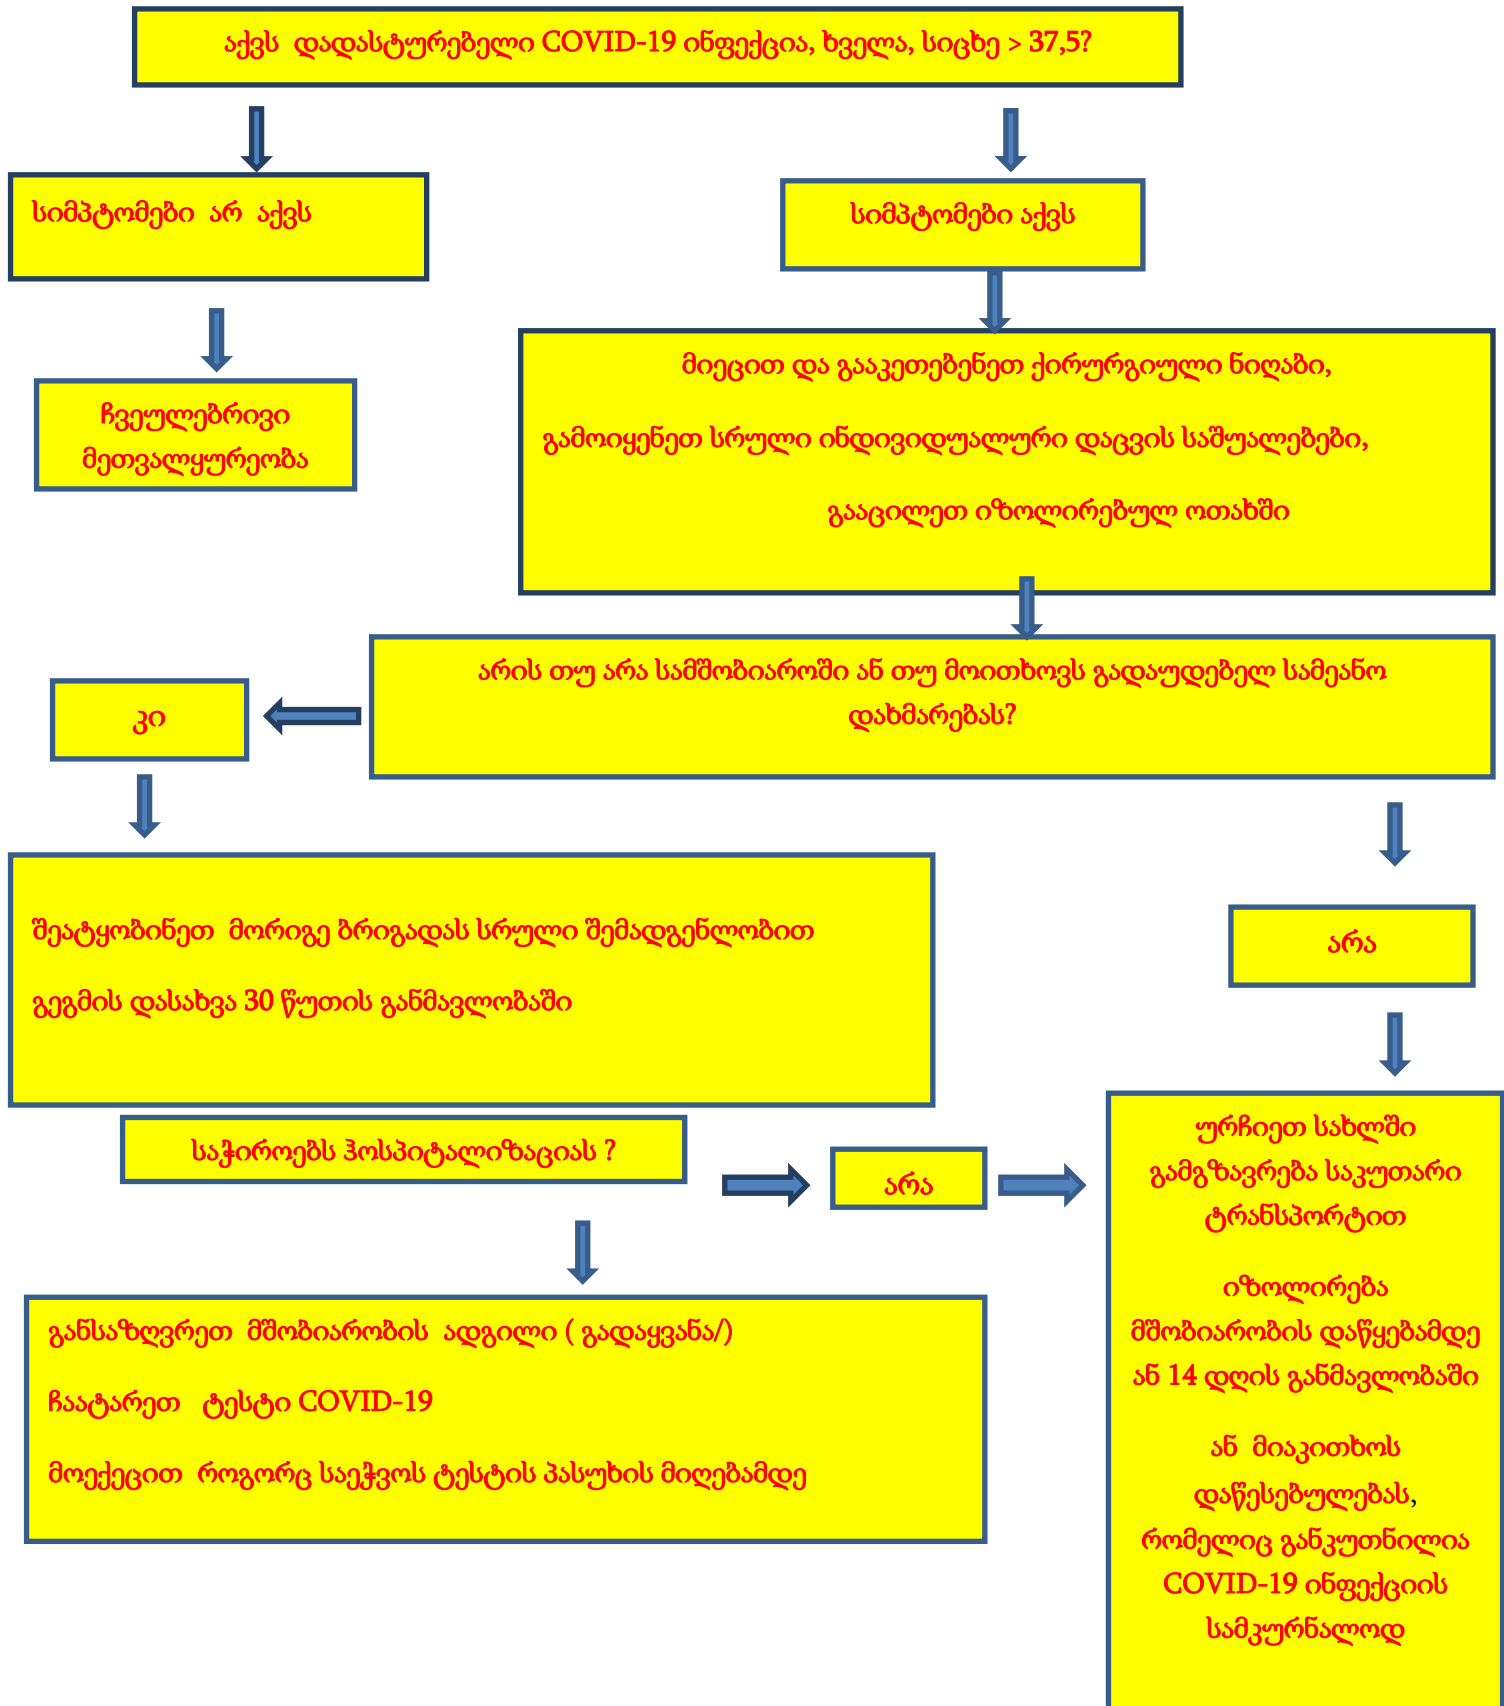 აქვს დადასტურებელი COVID-19 ინფექცია, ხველა, სიცხე > 37,5?
სიმპტომები არ აქვს
სიმპტომები აქვს
მიეცით და გააკეთებენეთ ქირურგიული ნიღაბი,
გამოიყენეთ სრული ინდივიდუალური დაცვის საშუალებები,
გააცილეთ იზოლირებულ ოთახში
ჩვეულებრივი
მეთვალყურეობა
არის თუ არა სამშობიაროში ან თუ მოითხოვს გადაუდებელ სამეანო
დახმარებას?
კი
შეატყობინეთ მორიგე ბრიგადას სრული შემადგენლობით
გეგმის დასახვა 30 წუთის განმავლობაში
არა
საჭიროებს ჰოსპიტალიზაციას ?
არა
ურჩიეთ სახლში
გამგზავრება საკუთარი
ტრანსპორტით
იზოლირება
მშობიარობის დაწყებამდე
ან 14 დღის განმავლობაში
ან მიაკითხოს
დაწესებულებას,
რომელიც განკუთნილია
COVID-19 ინფექციის
სამკურნალოდ
განსაზღვრეთ მშობიარობის ადგილი ( გადაყვანა/)
ჩაატარეთ ტესტი COVID-19
მოექეცით როგორც საეჭვოს ტესტის პასუხის მიღებამდე